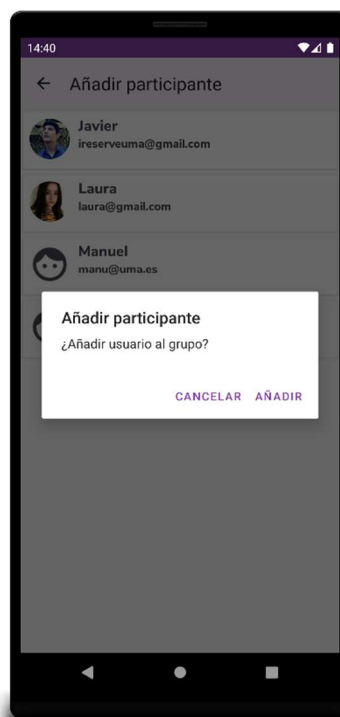 14:40
Añadir participante
Javier
ireserveuma@gmail.com
Laura
laura@gmail.com
Manuel
manu@uma.es
Añadir participante
¿Añadir usuario al grupo?
CANCELAR AÑADIR